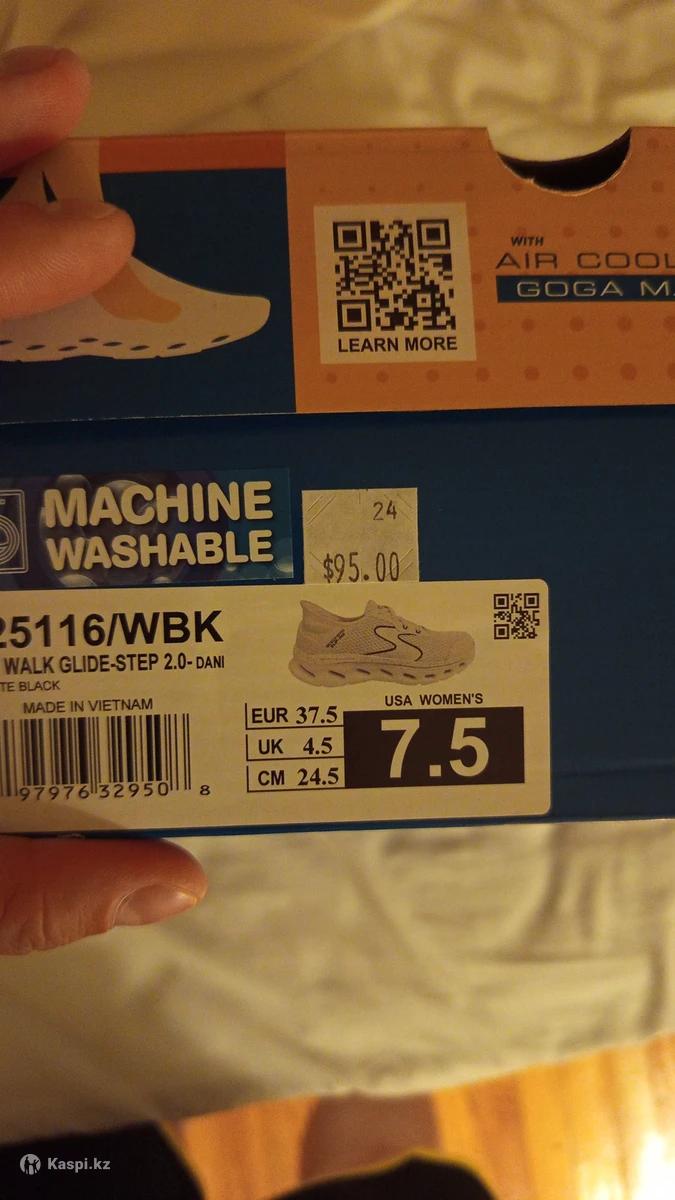 LEARN MORE
WITH
AIR COOL
GOGA M
MACHINE
WASHABLE
24
$95.00
25116/WBK
WALK GLIDE-STEP 2.0- DANI
TE BLACK
MADE IN VIETNAM
97976 32950 8
EUR 37.5
UK 4.5
CM 24.5
USA WOMEN'S
7.5
Kaspi.kz